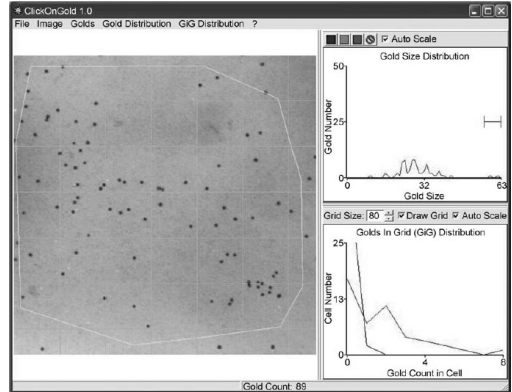 ClickOnGold 1.0
File Image Golds Gold Distribution GiG Distribution ?
Auto Scale
Gold Size Distribution
50
25
0
Gold Number
0 32 63
Gold Size
Grid Size: 80 Draw Grid Auto Scale
Golds In Grid (GiG) Distribution
25
13
0
Cell Number
0 4 8
Gold Count in Cell
Gold Count: 89